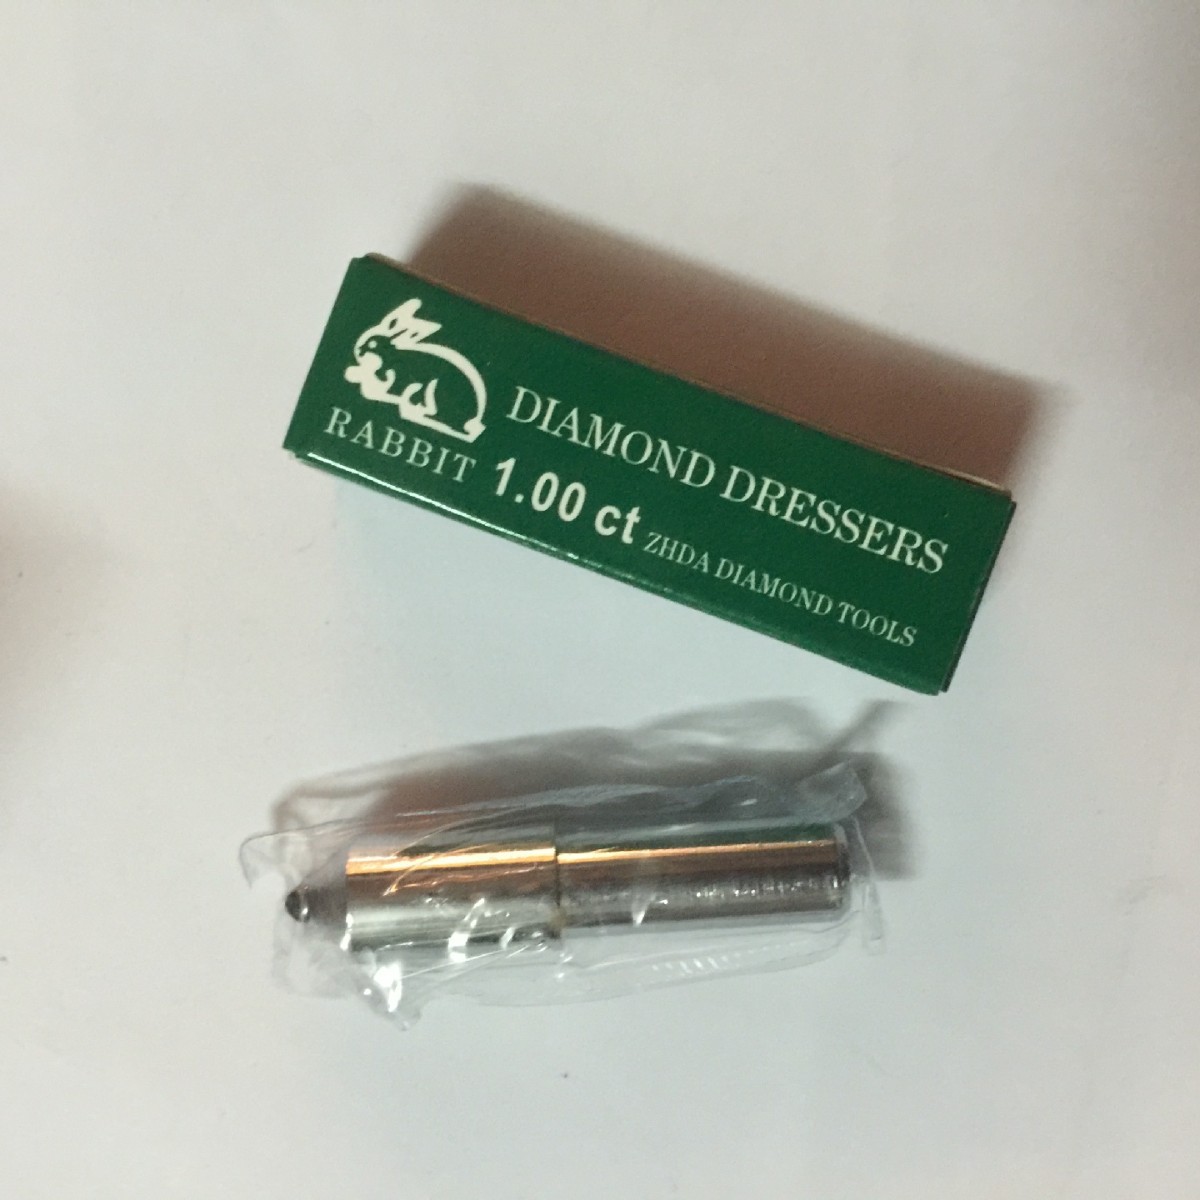 RABBIT
DIAMOND DRESSERS
1.00 ct ZHDA DIAMOND TOOLS